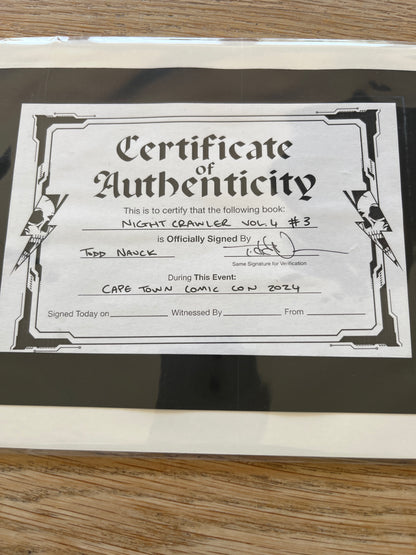 Certificate
of
Authenticity
This is to certify that the following book:
NIGHTCRAWLER VOL.4 #3
is Officially Signed By
TODD NAUCK
Same Signature for Verification
During This Event:
CAPE TOWN COMIC CON 2024
Signed Today on Witnessed By From